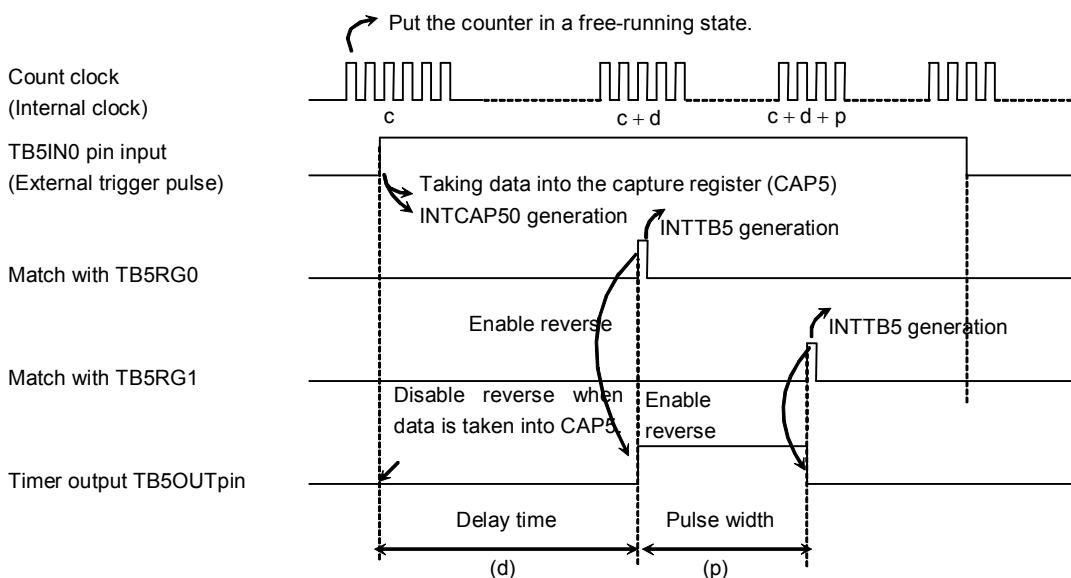 Put the counter in a free-running state.
Count clock
(Internal clock)
c
c + d
c + d + p
TB5IN0 pin input
(External trigger pulse)
Taking data into the capture register (CAP5)
INTCAP50 generation
INTTB5 generation
Match with TB5RG0
Enable reverse
INTTB5 generation
Match with TB5RG1
Disable reverse when
data is taken into CAP5.
Enable
reverse
Timer output TB5OUTpin
Delay time
Pulse width
(d)
(p)